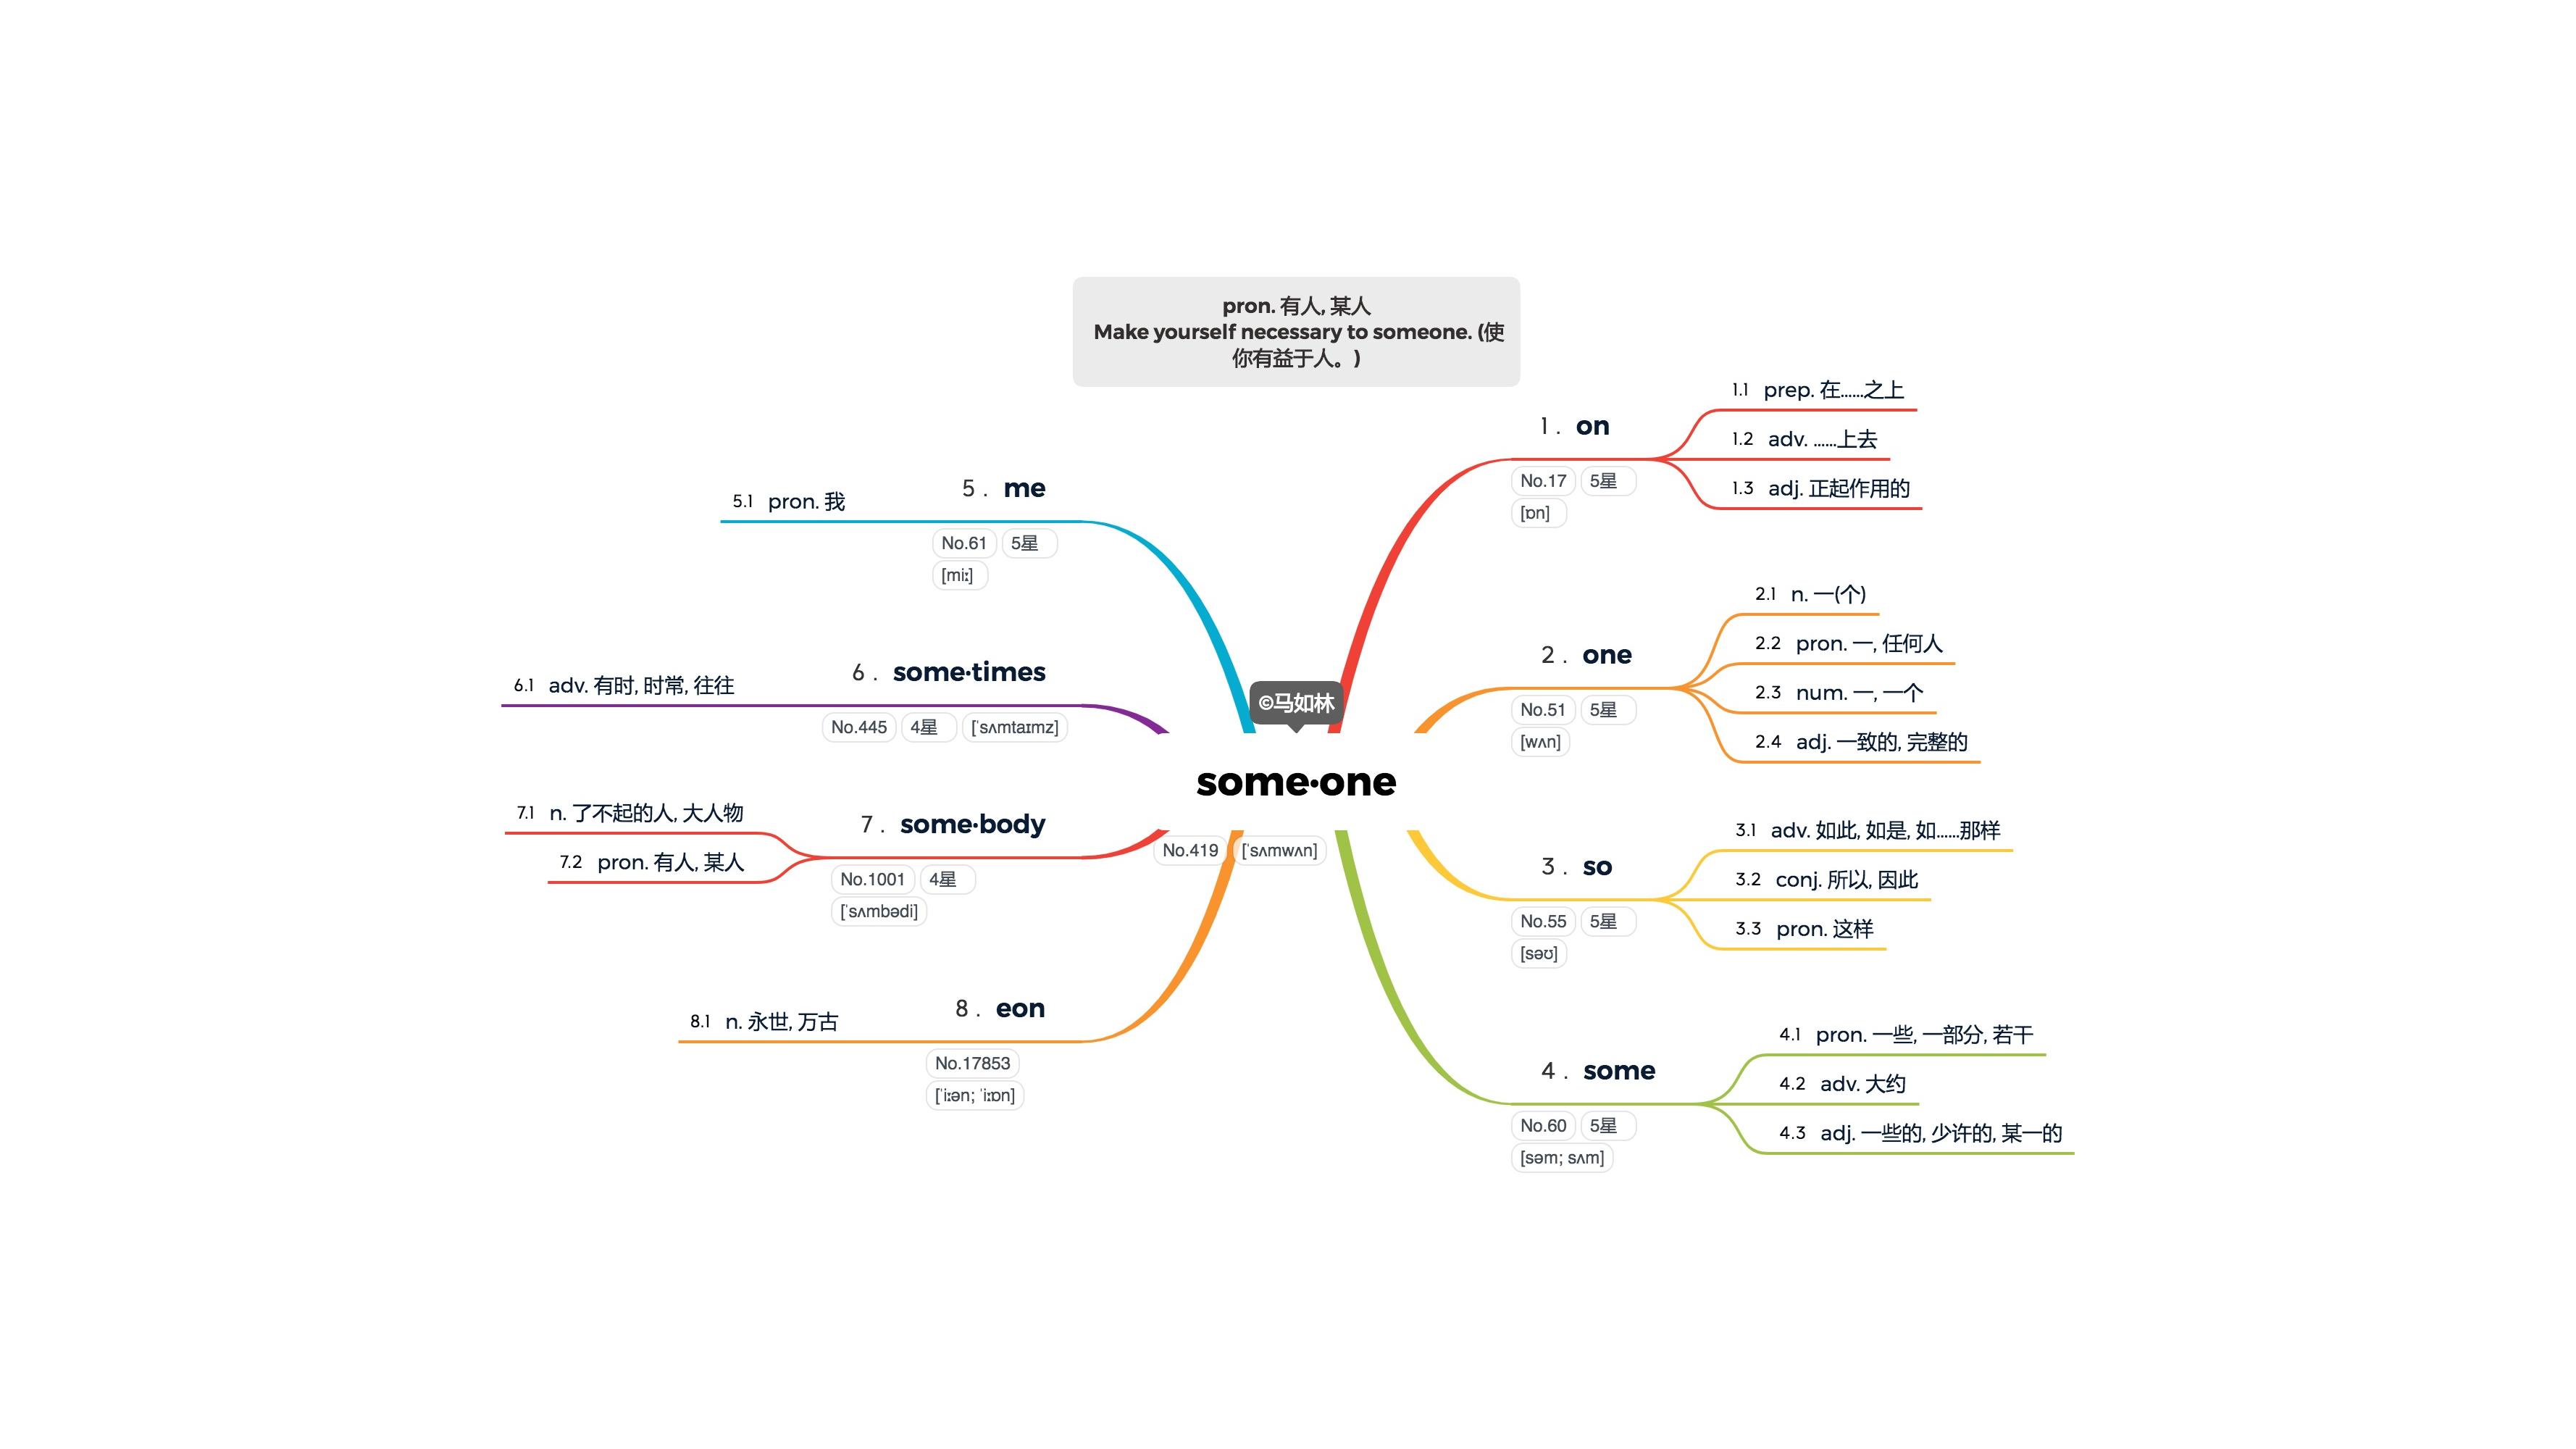 pron. 有人, 某人
Make yourself necessary to someone. (使
你有益于人。)
©马如林
some·one
No.419 [ˈsʌmwʌn]
1 . on
No.17 5星
[ɒn]
1.1 prep. 在……之上
1.2 adv. ……上去
1.3 adj. 正起作用的
2 . one
No.51 5星
[wʌn]
2.1 n. 一(个)
2.2 pron. 一, 任何人
2.3 num. 一, 一个
2.4 adj. 一致的, 完整的
3 . so
No.55 5星
[səʊ]
3.1 adv. 如此, 如是, 如……那样
3.2 conj. 所以, 因此
3.3 pron. 这样
4 . some
No.60 5星
[səm; sʌm]
4.1 pron. 一些, 一部分, 若干
4.2 adv. 大约
4.3 adj. 一些的, 少许的, 某一的
5 . me
No.61 5星
[miː]
5.1 pron. 我
6 . some·times
No.445 4星 [ˈsʌmtaɪmz]
6.1 adv. 有时, 时常, 往往
7 . some·body
No.1001 4星
[ˈsʌmbədi]
7.1 n. 了不起的人, 大人物
7.2 pron. 有人, 某人
8 . eon
No.17853
[ˈiːən; ˈiːɒn]
8.1 n. 永世, 万古